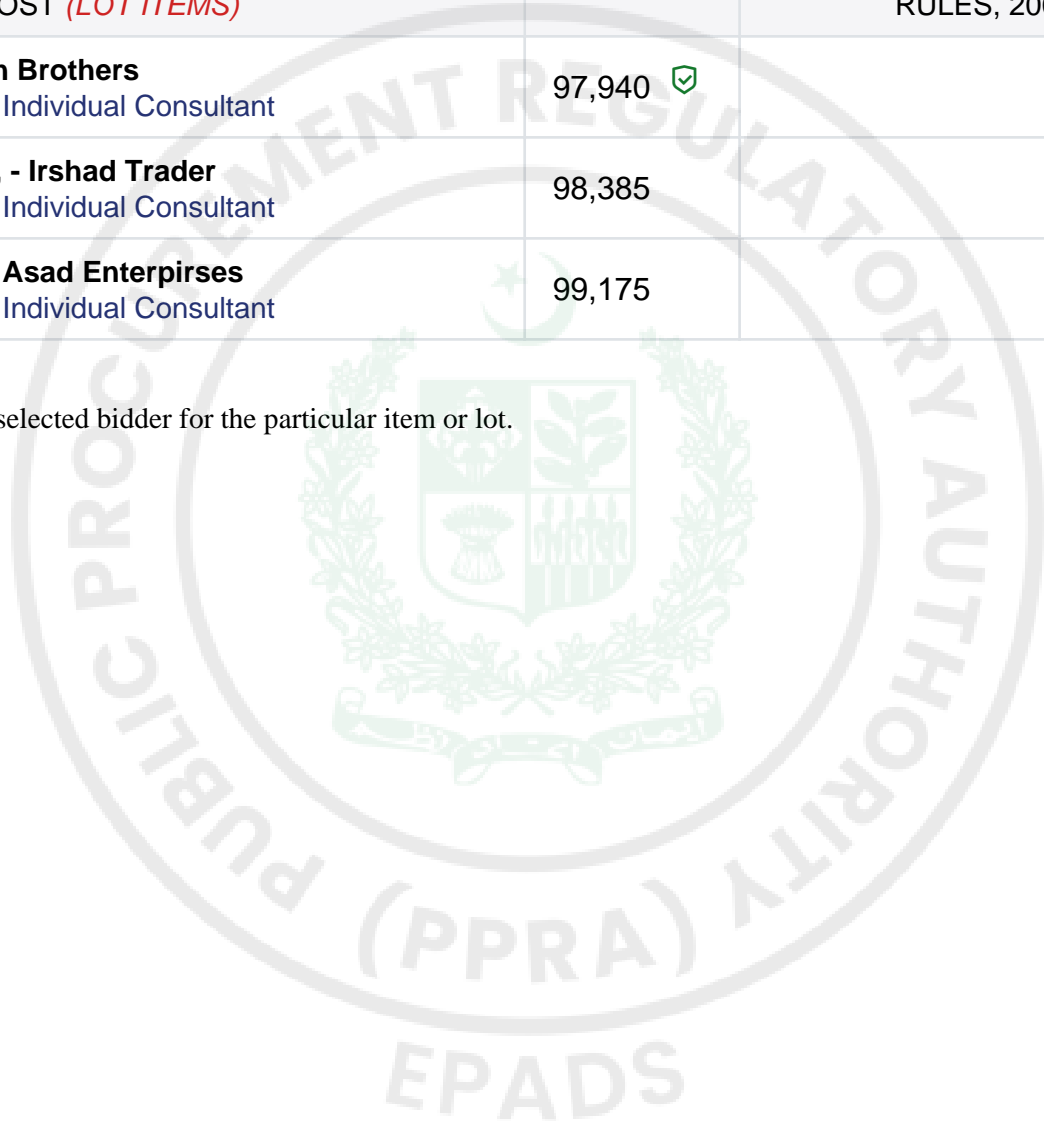 OST (LOT ITEMS) RULES, 200
n Brothers
Individual Consultant 97,940
. - Irshad Trader
Individual Consultant 98,385
Asad Enterpirses
Individual Consultant 99,175
selected bidder for the particular item or lot.
PUBLIC PROCUREMENT REGULATORY AUTHORITY
(PPRA)
EPADS